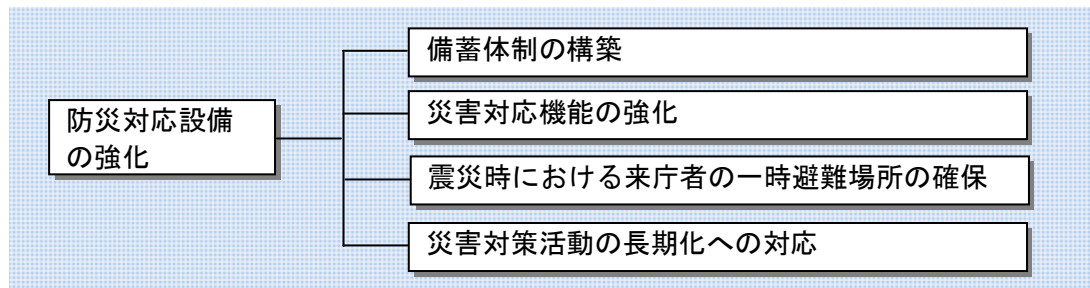 防災対応設備
の強化
備蓄体制の構築
災害対応機能の強化
震災時における来庁者の一時避難場所の確保
災害対策活動の長期化への対応